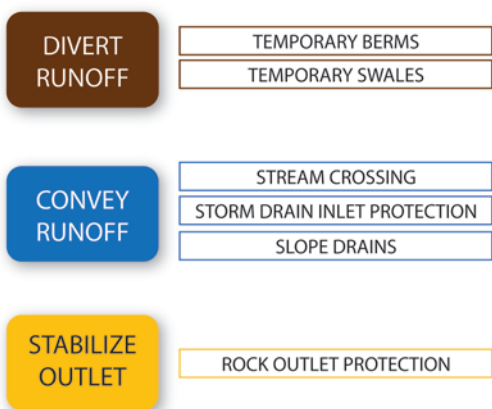 DIVERT
RUNOFF
TEMPORARY BERMS
TEMPORARY SWALES
CONVEY
RUNOFF
STREAM CROSSING
STORM DRAIN INLET PROTECTION
SLOPE DRAINS
STABILIZE
OUTLET
ROCK OUTLET PROTECTION